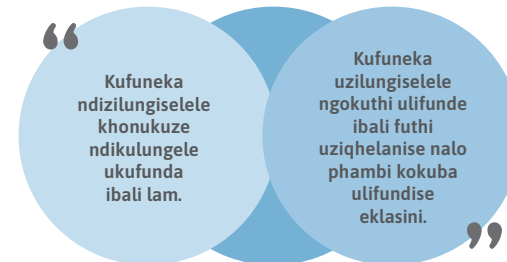 “
Kufuneka
ndizilungiselele
khonukuze
ndikulungele
ukufunda
ibali lam.
Kufuneka
uzilungiselele
ngokuthi ulifunde
ibali futhi
uziqhelanise nalo
phambi kokuba
ulifundise
eklasini.
”